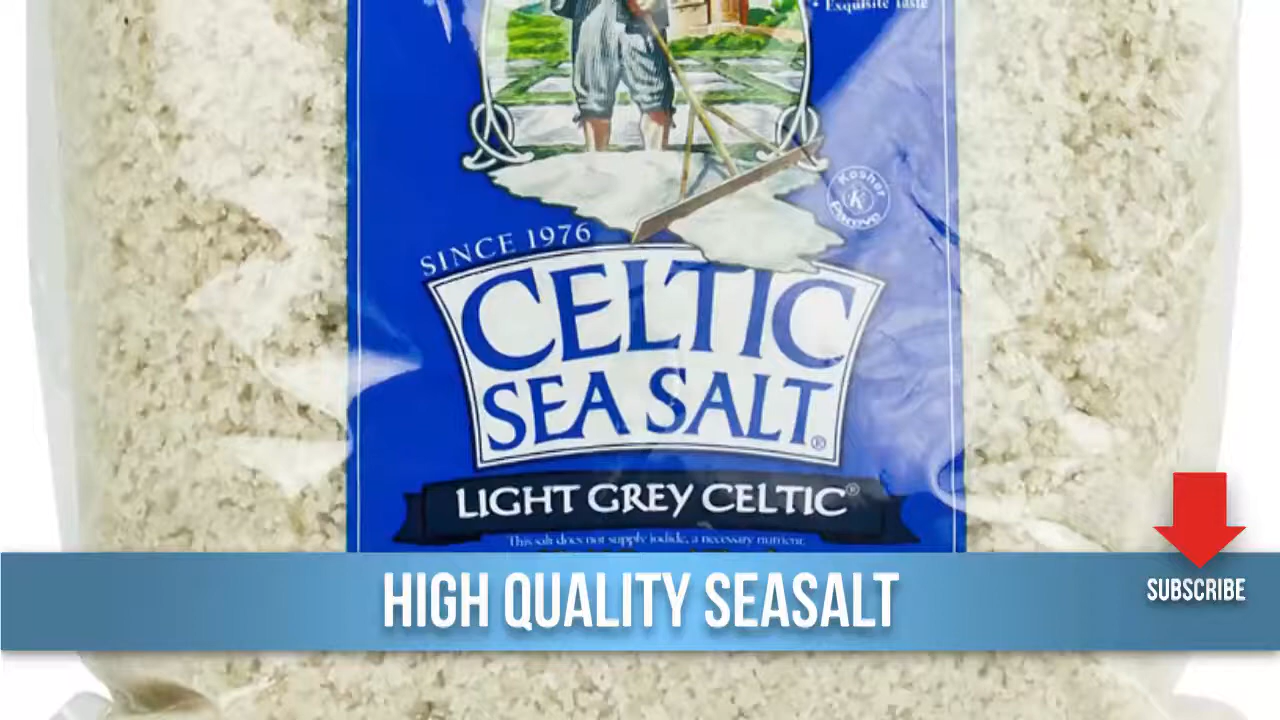 • Exquisite Taste
Kosher
K
Pareve
SINCE 1976
CELTIC
SEA SALT®
LIGHT GREY CELTIC®
This salt does not supply iodide, a necessary nutrient.
HIGH QUALITY SEASALT
SUBSCRIBE